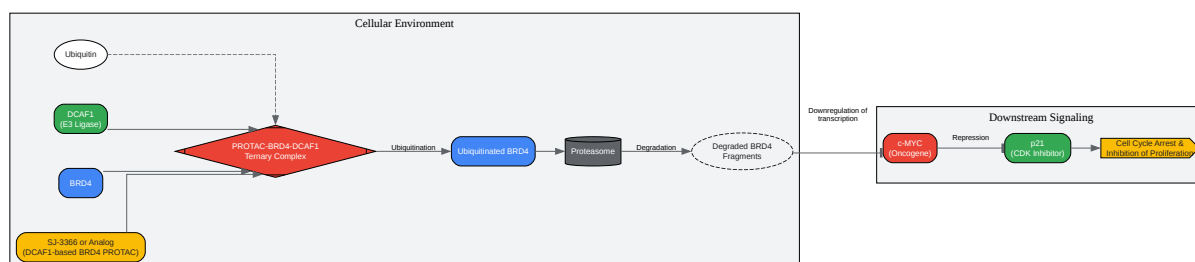 Cellular Environment
Ubiquitin
DCAF1
(E3 Ligase)
BRD4
SJ-3366 or Analog
(DCAF1-based BRD4 PROTAC)
PROTAC-BRD4-DCAF1
Ternary Complex
Ubiquitination
Ubiquitinated BRD4
Proteasome
Degradation
Degraded BRD4
Fragments
Downregulation of
transcription
Downstream Signaling
c-MYC
(Oncogene)
Repression
p21
(CDK Inhibitor)
Cell Cycle Arrest &
Inhibition of Proliferation